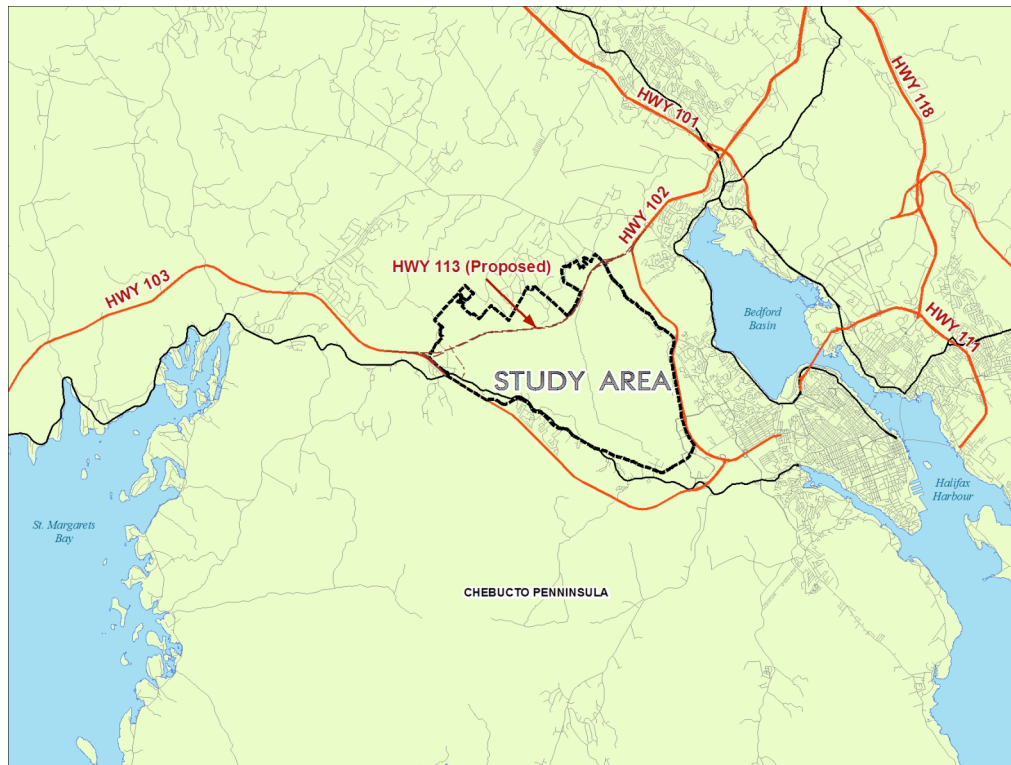 HWY 101
HWY 118
HWY 102
HWY 113 (Proposed)
HWY 103
Bedford
Basin
HWY 111
STUDY AREA
Halifax
Harbour
St. Margarets
Bay
CHEBUCTO PENNINSULA